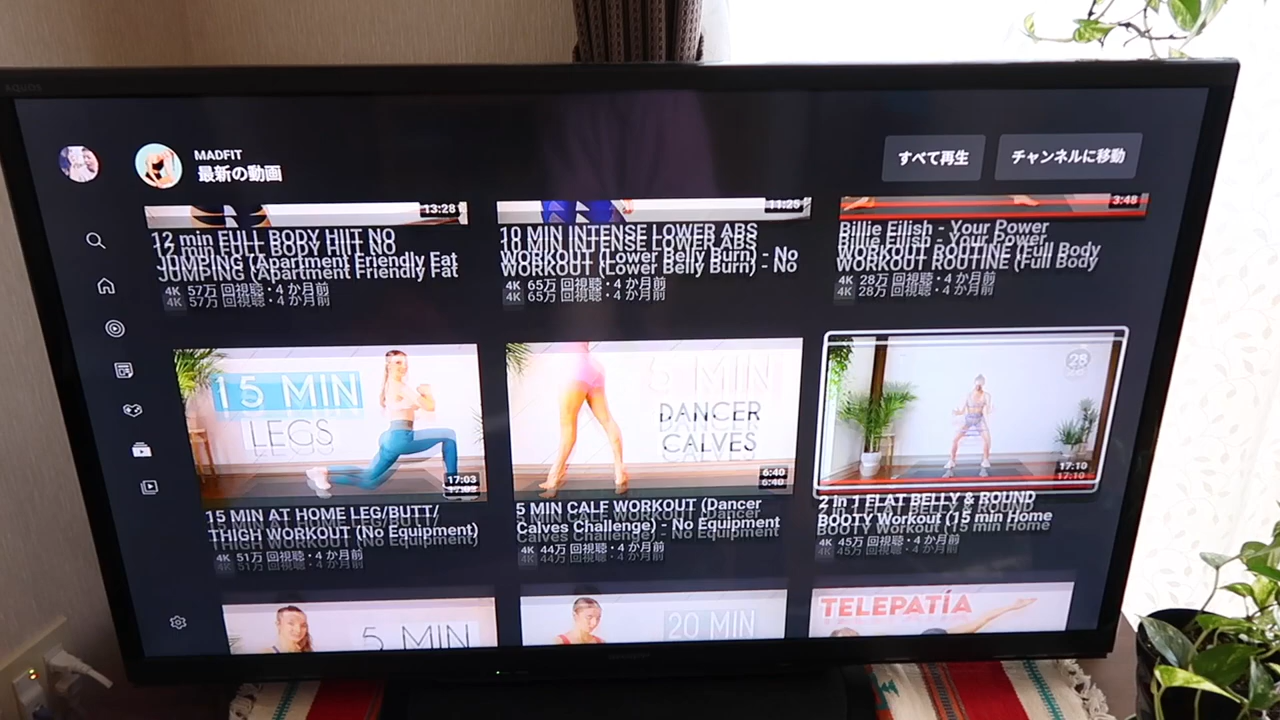 AQUOS
MADFIT
最新の動画
すべて再生
チャンネルに移動
13:28
11:25
3:48
12 min FULL BODY HIIT NO
JUMPING (Apartment Friendly Fat
4K 57万 回視聴・4 か月前
10 MIN INTENSE LOWER ABS
WORKOUT (Lower Belly Burn) - No
4K 65万 回視聴・4 か月前
Billie Eilish - Your Power
WORKOUT ROUTINE (Full Body
4K 28万 回視聴・4 か月前
15 MIN
LEGS
17:03
5 MIN
DANCER
CALVES
6:40
28
17:10
15 MIN AT HOME LEG/BUTT/
THIGH WORKOUT (No Equipment)
4K 51万 回視聴・4 か月前
5 MIN CALF WORKOUT (Dancer
Calves Challenge) - No Equipment
4K 44万 回視聴・4 か月前
2 in 1 FLAT BELLY & ROUND
BOOTY Workout (15 min Home
4K 45万 回視聴・4 か月前
5 MIN
20 MIN
TELEPATÍA